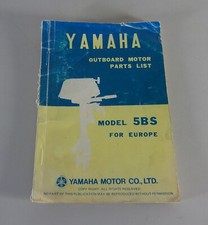 YAMAHA
OUTBOARD MOTOR
PARTS LIST
MODEL 5BS
FOR EUROPE
YAMAHA MOTOR CO., LTD.